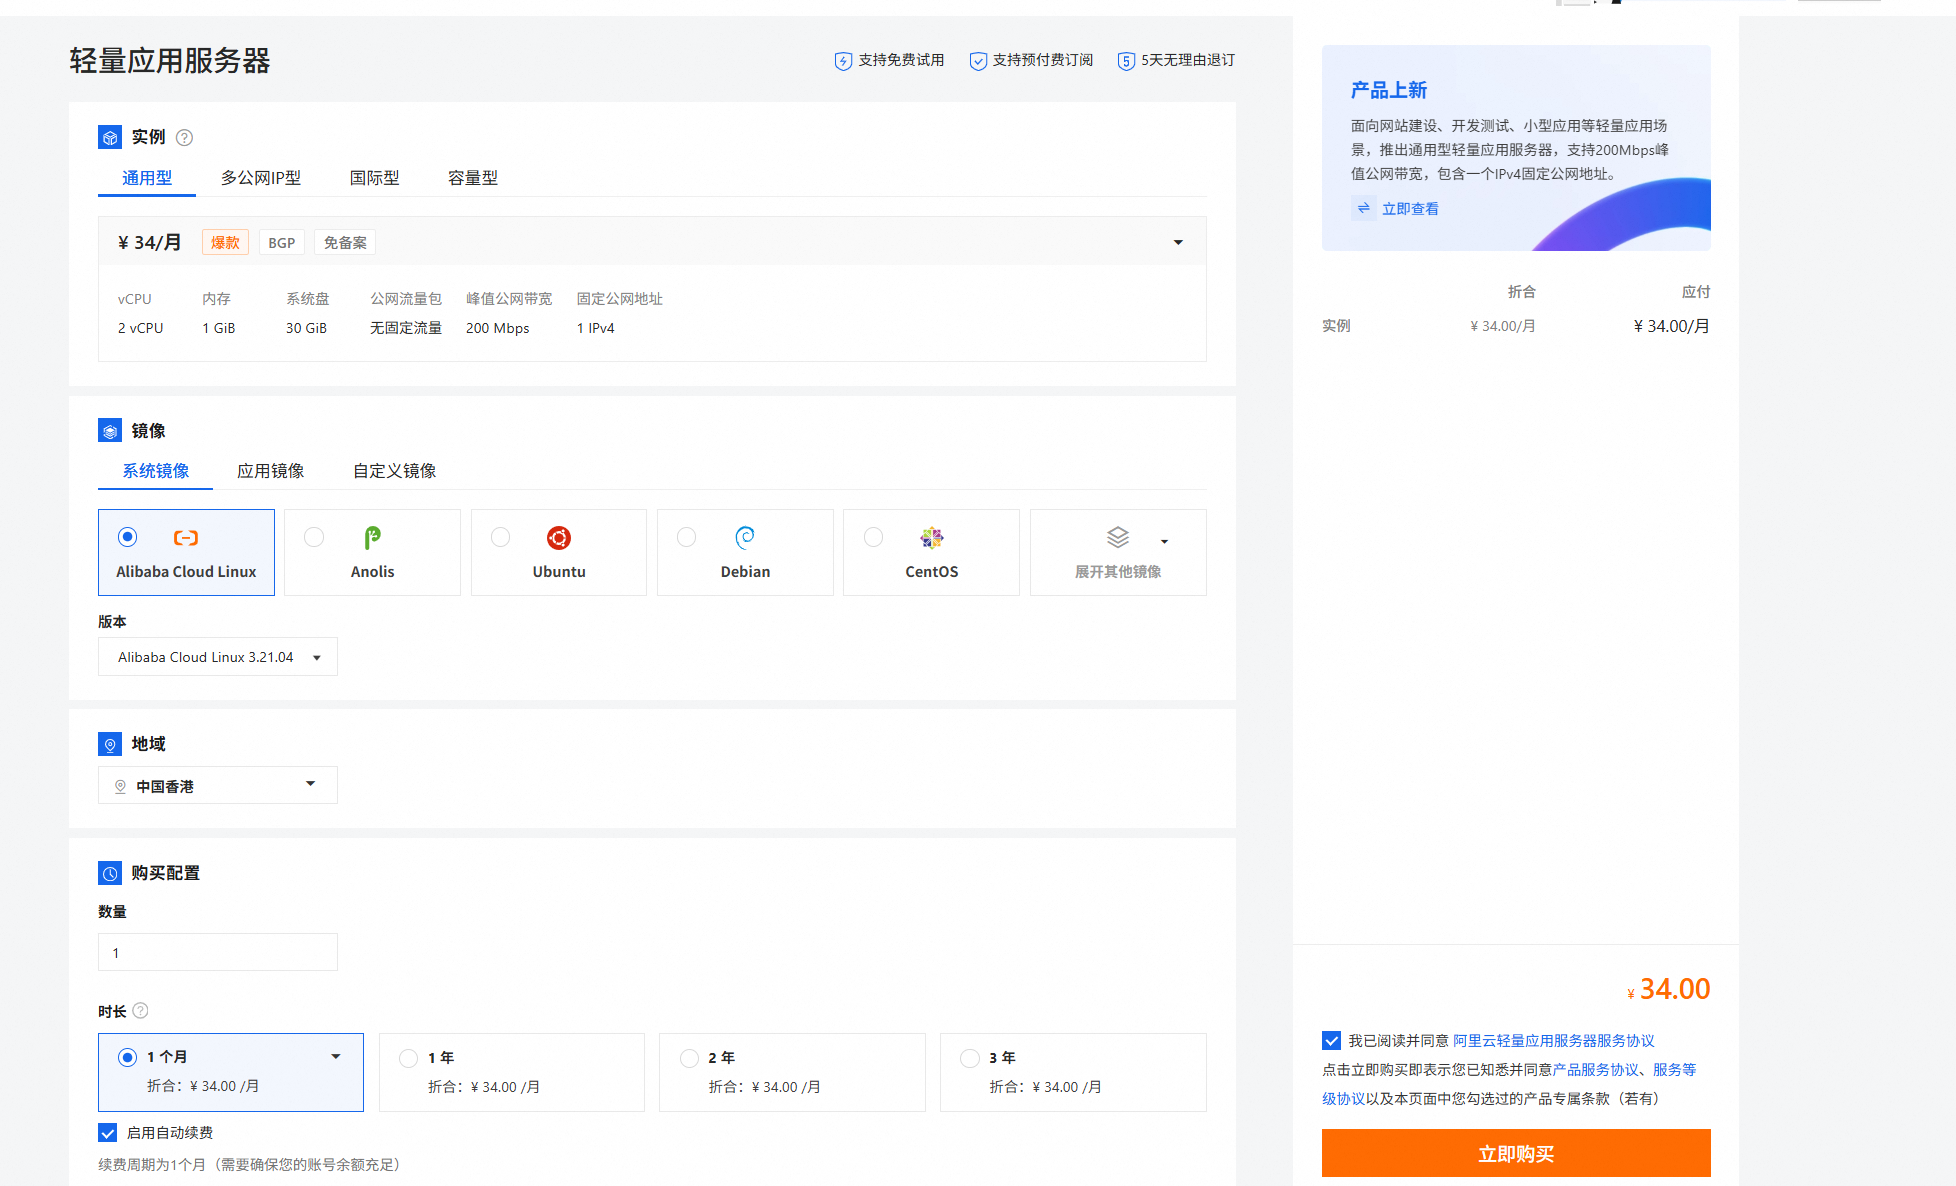 轻量应用服务器
支持免费试用
支持预付费订阅
5天无理由退订
实例
通用型 多公网IP型 国际型 容量型
¥ 34/月 爆款 BGP 免备案
vCPU 内存 系统盘 公网流量包 峰值公网带宽 固定公网地址
2 vCPU 1 GiB 30 GiB 无固定流量 200 Mbps 1 IPv4
镜像
系统镜像 应用镜像 自定义镜像
Alibaba Cloud Linux Anolis Ubuntu Debian CentOS 展开其他镜像
版本
Alibaba Cloud Linux 3.21.04
地域
中国香港
购买配置
数量
1
时长
1 个月 1 年 2 年 3 年
折合：¥ 34.00 /月 折合：¥ 34.00 /月 折合：¥ 34.00 /月 折合：¥ 34.00 /月
启用自动续费
续费周期为1个月（需要确保您的账号余额充足）
产品上新
面向网站建设、开发测试、小型应用等轻量应用场
景，推出通用型轻量应用服务器，支持200Mbps峰
值公网带宽，包含一个IPv4固定公网地址。
立即查看
折合 应付
实例 ¥ 34.00/月 ¥ 34.00/月
¥ 34.00
我已阅读并同意 阿里云轻量应用服务器服务协议
点击立即购买即表示您已知悉并同意产品服务协议、服务等
级协议以及本页面中您勾选过的产品专属条款（若有）
立即购买